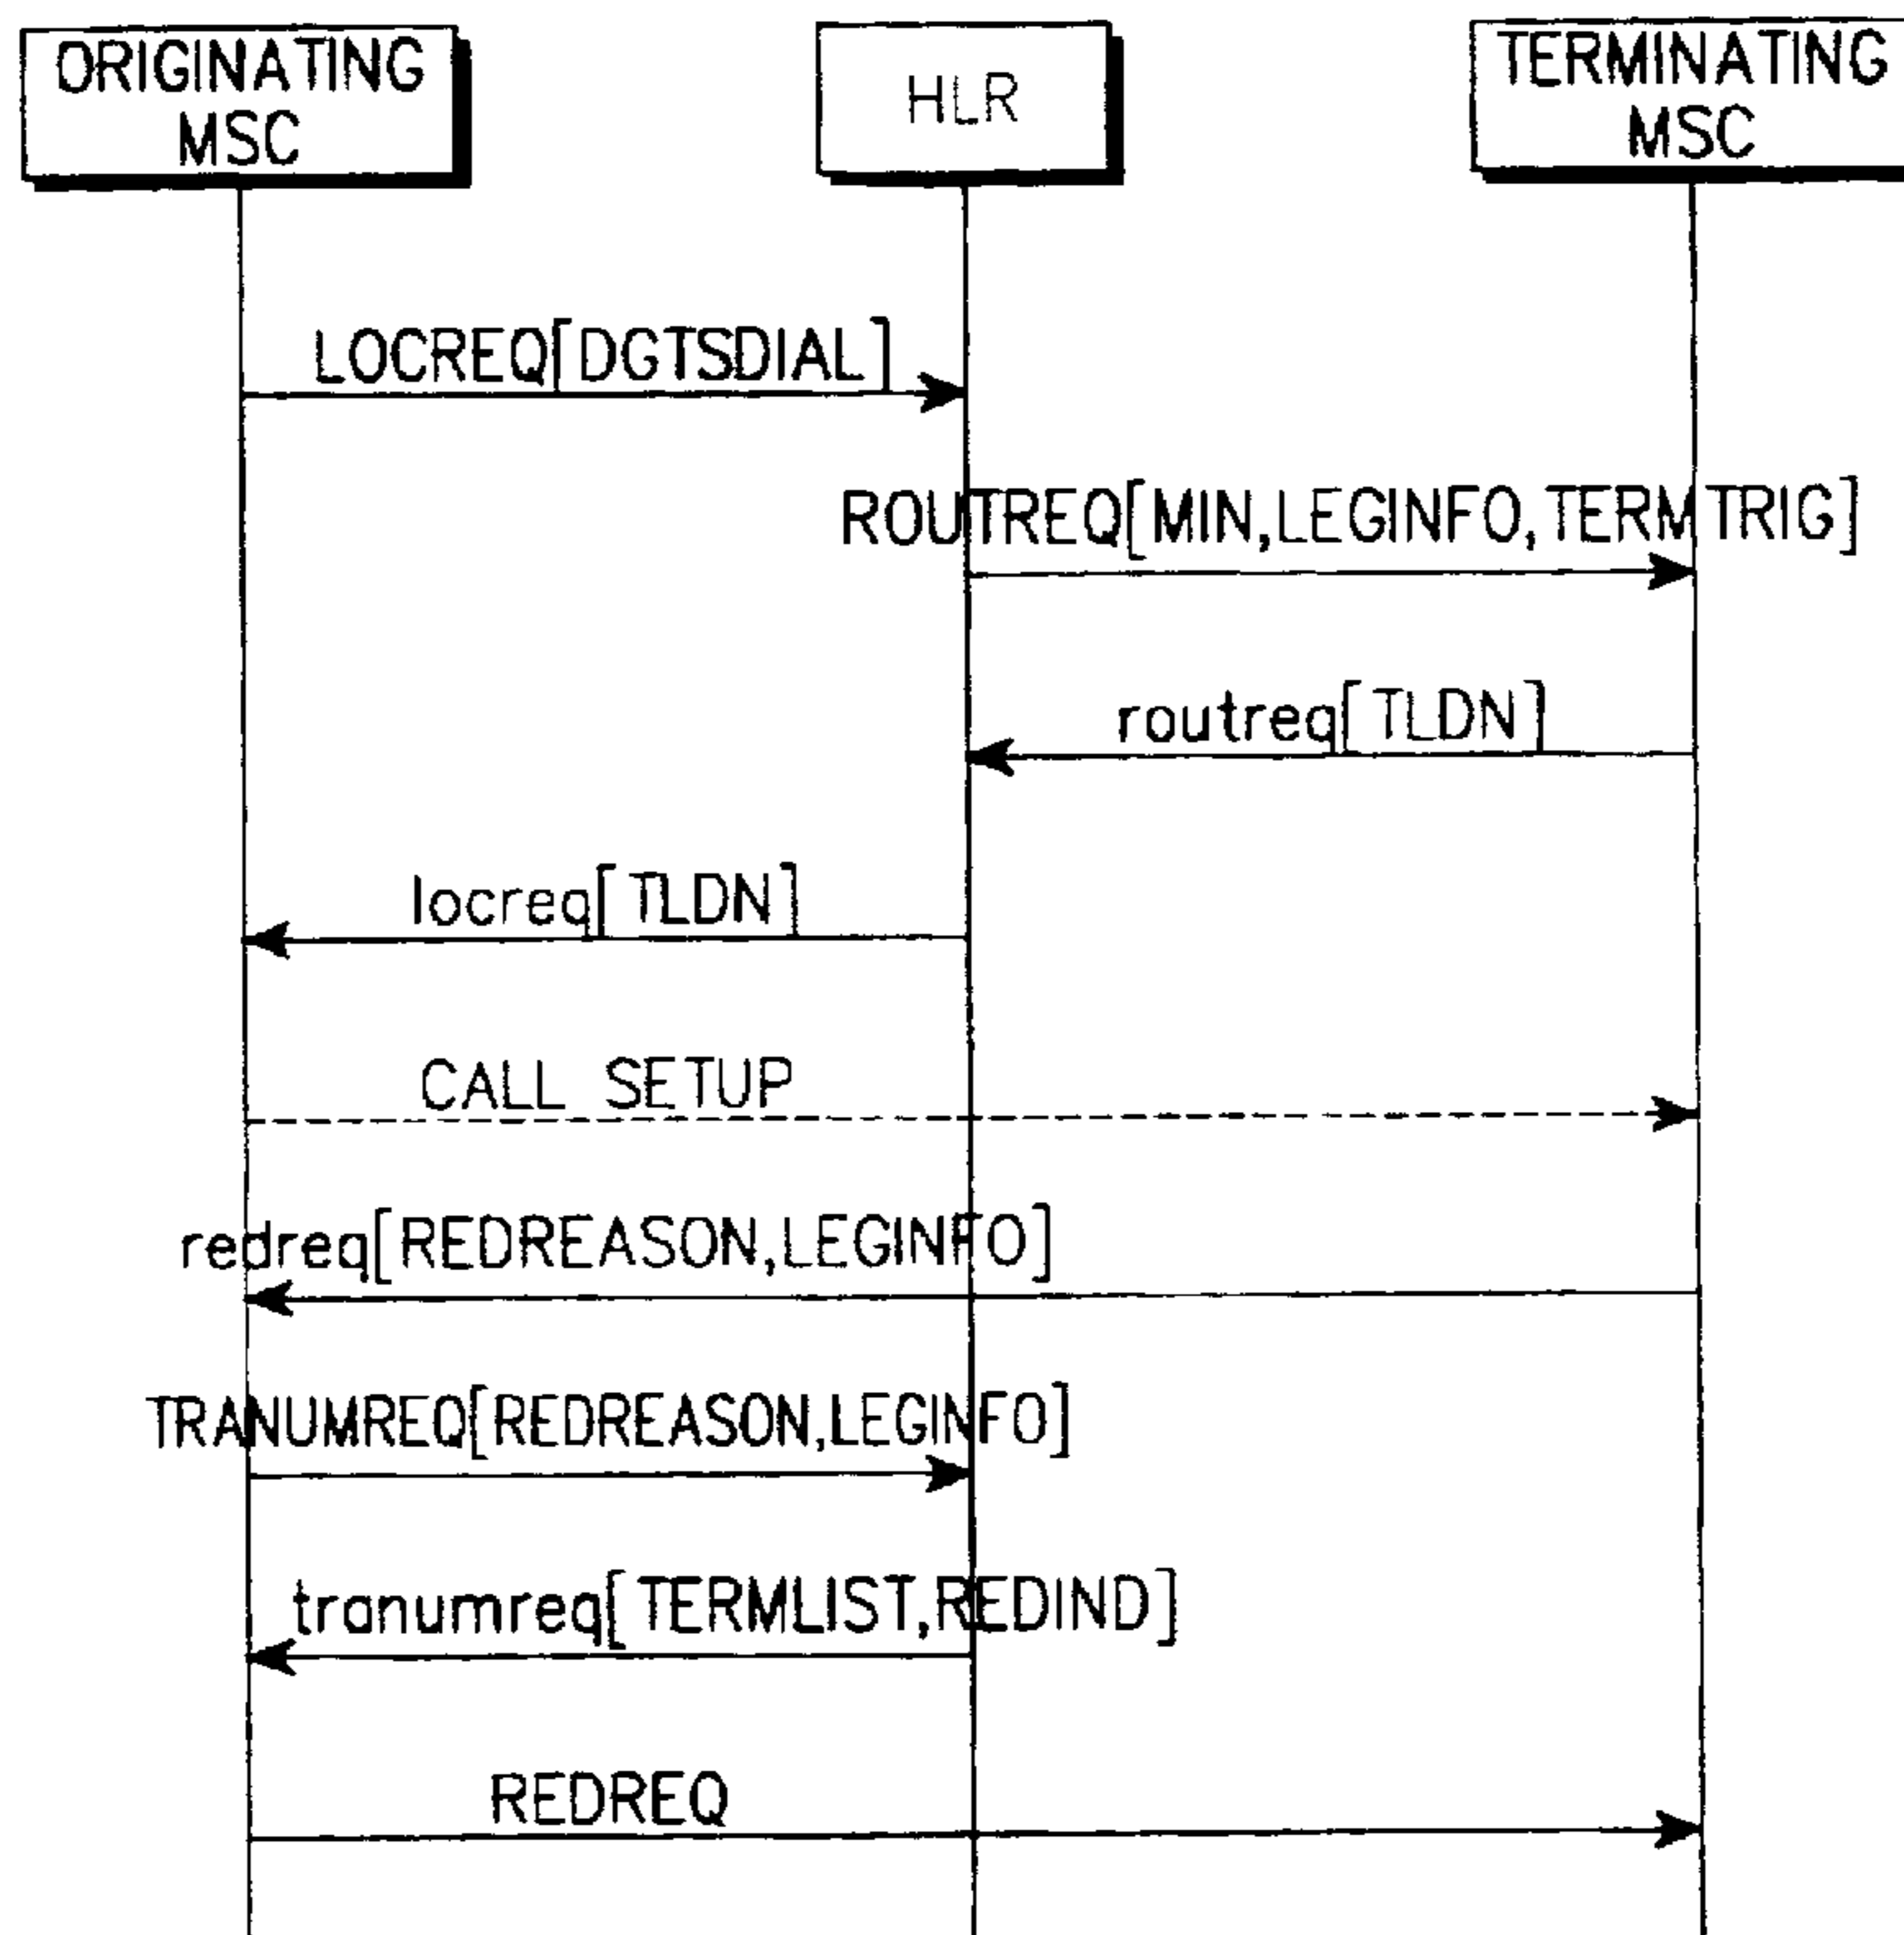 ORIGINATING
MSC
HLR
TERMINATING
MSC
LOCREQ[DGTSDIAL]
ROUTREQ[MIN,LEGINFO,TERMTRIG]
routreq[TLDN]
locreq[TLDN]
CALL SETUP
redreq[REDREASON,LEGINFO]
TRANUMREQ[REDREASON,LEGINFO]
tranumreq[TERMLIST,REDIND]
REDREQ